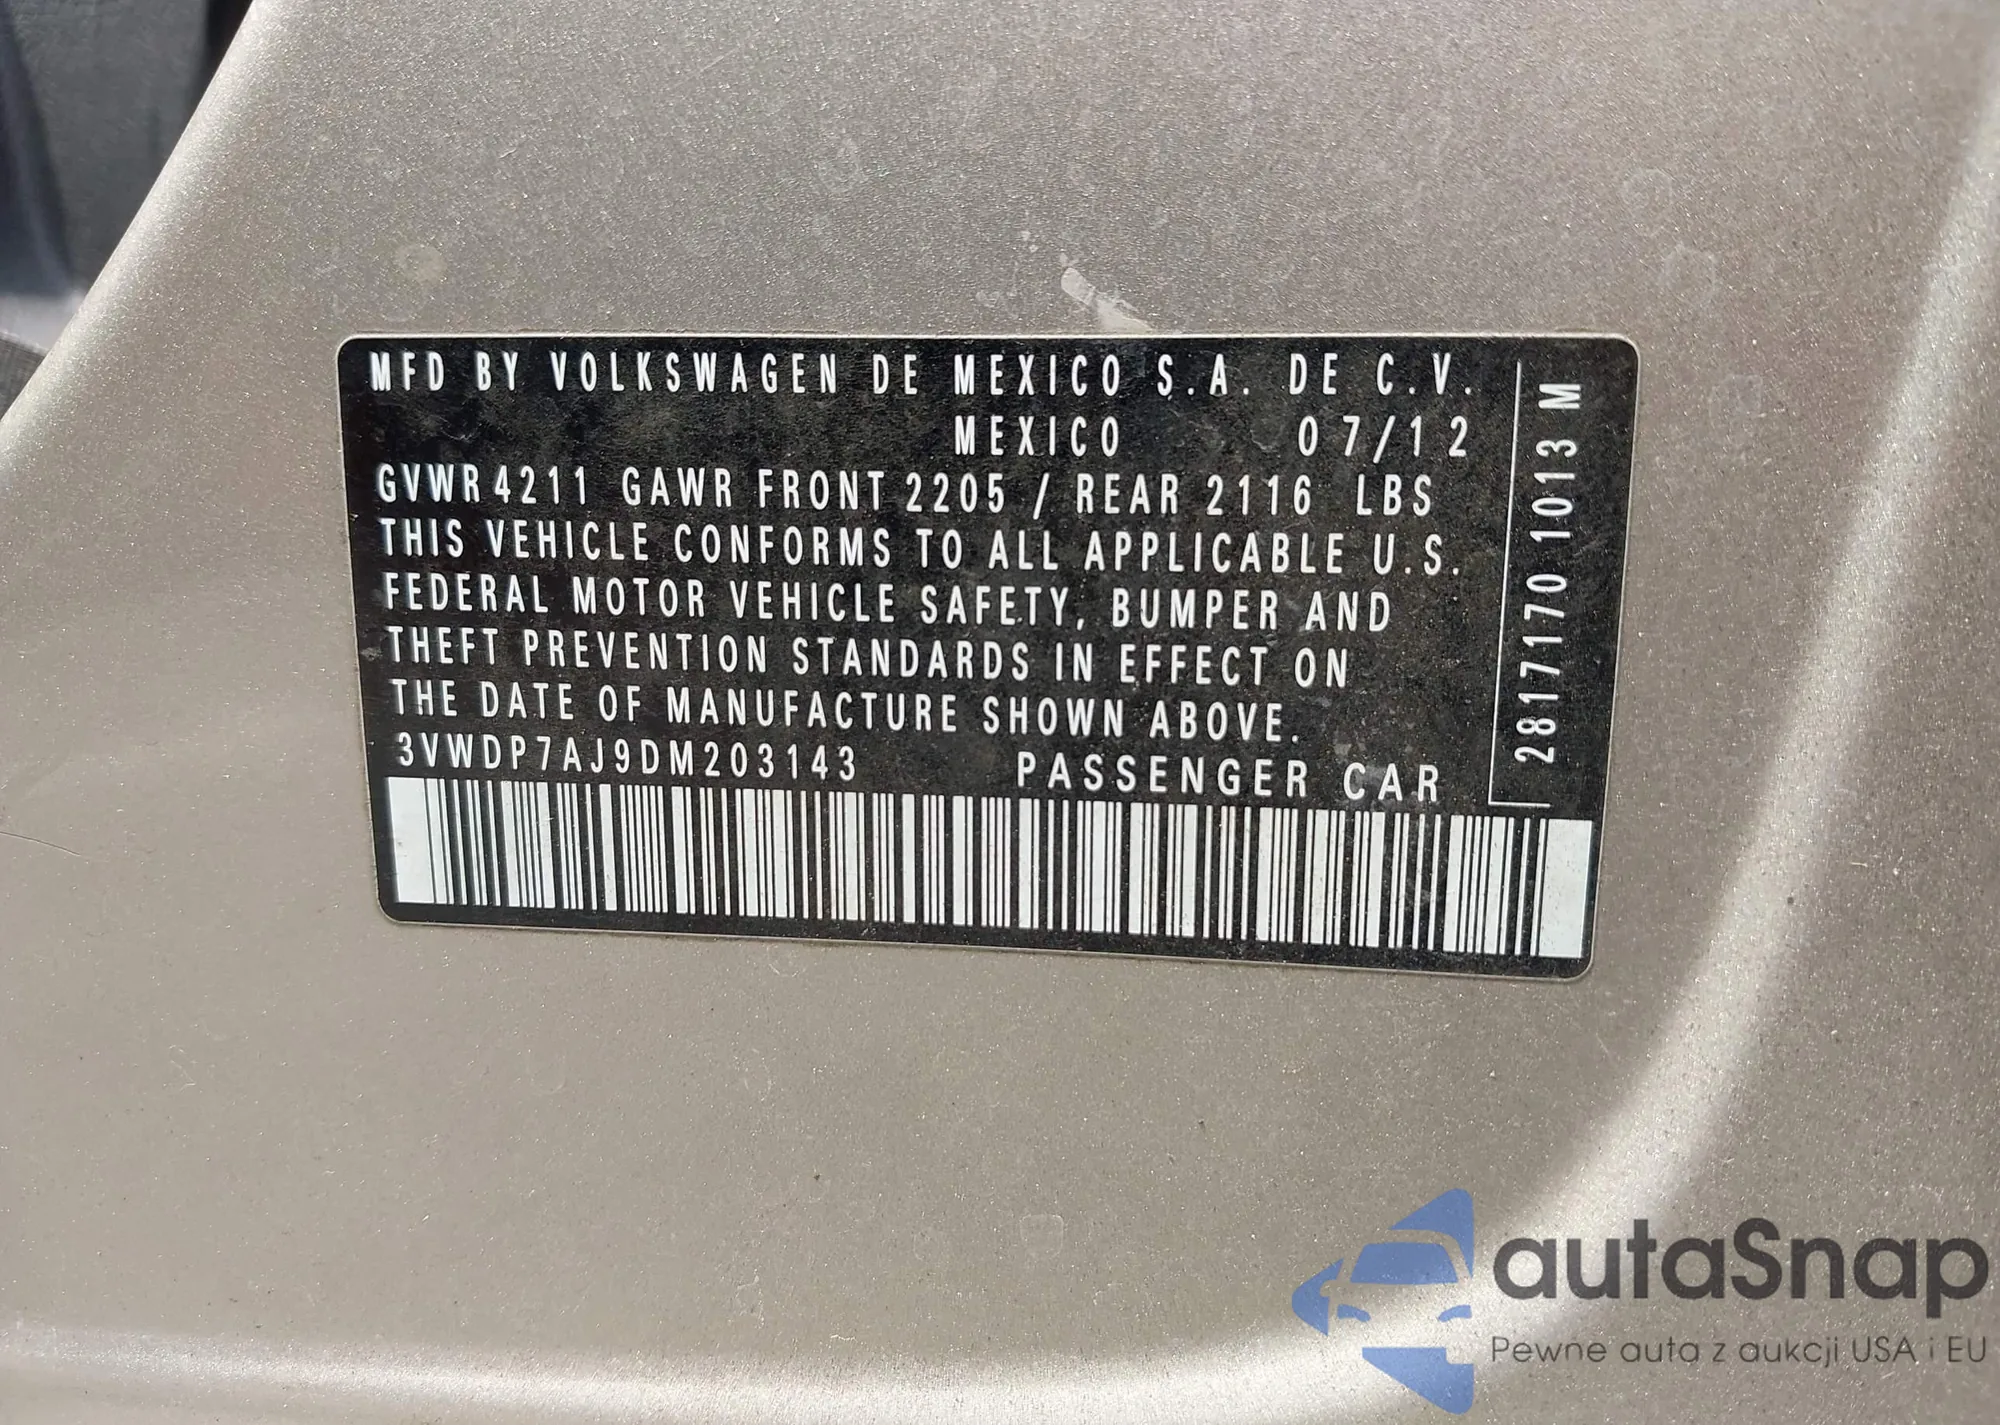 MFD BY VOLKSWAGEN DE MEXICO S.A. DE C.V.
MEXICO 07/12
GVWR 4211 GAWR FRONT 2205 / REAR 2116 LBS
THIS VEHICLE CONFORMS TO ALL APPLICABLE U.S.
FEDERAL MOTOR VEHICLE SAFETY, BUMPER AND
THEFT PREVENTION STANDARDS IN EFFECT ON
THE DATE OF MANUFACTURE SHOWN ABOVE.
3VWDP7AJ9DM203143 PASSENGER CAR
2817170 1013 M
autaSnap
Pewne auta z aukcji USA i EU